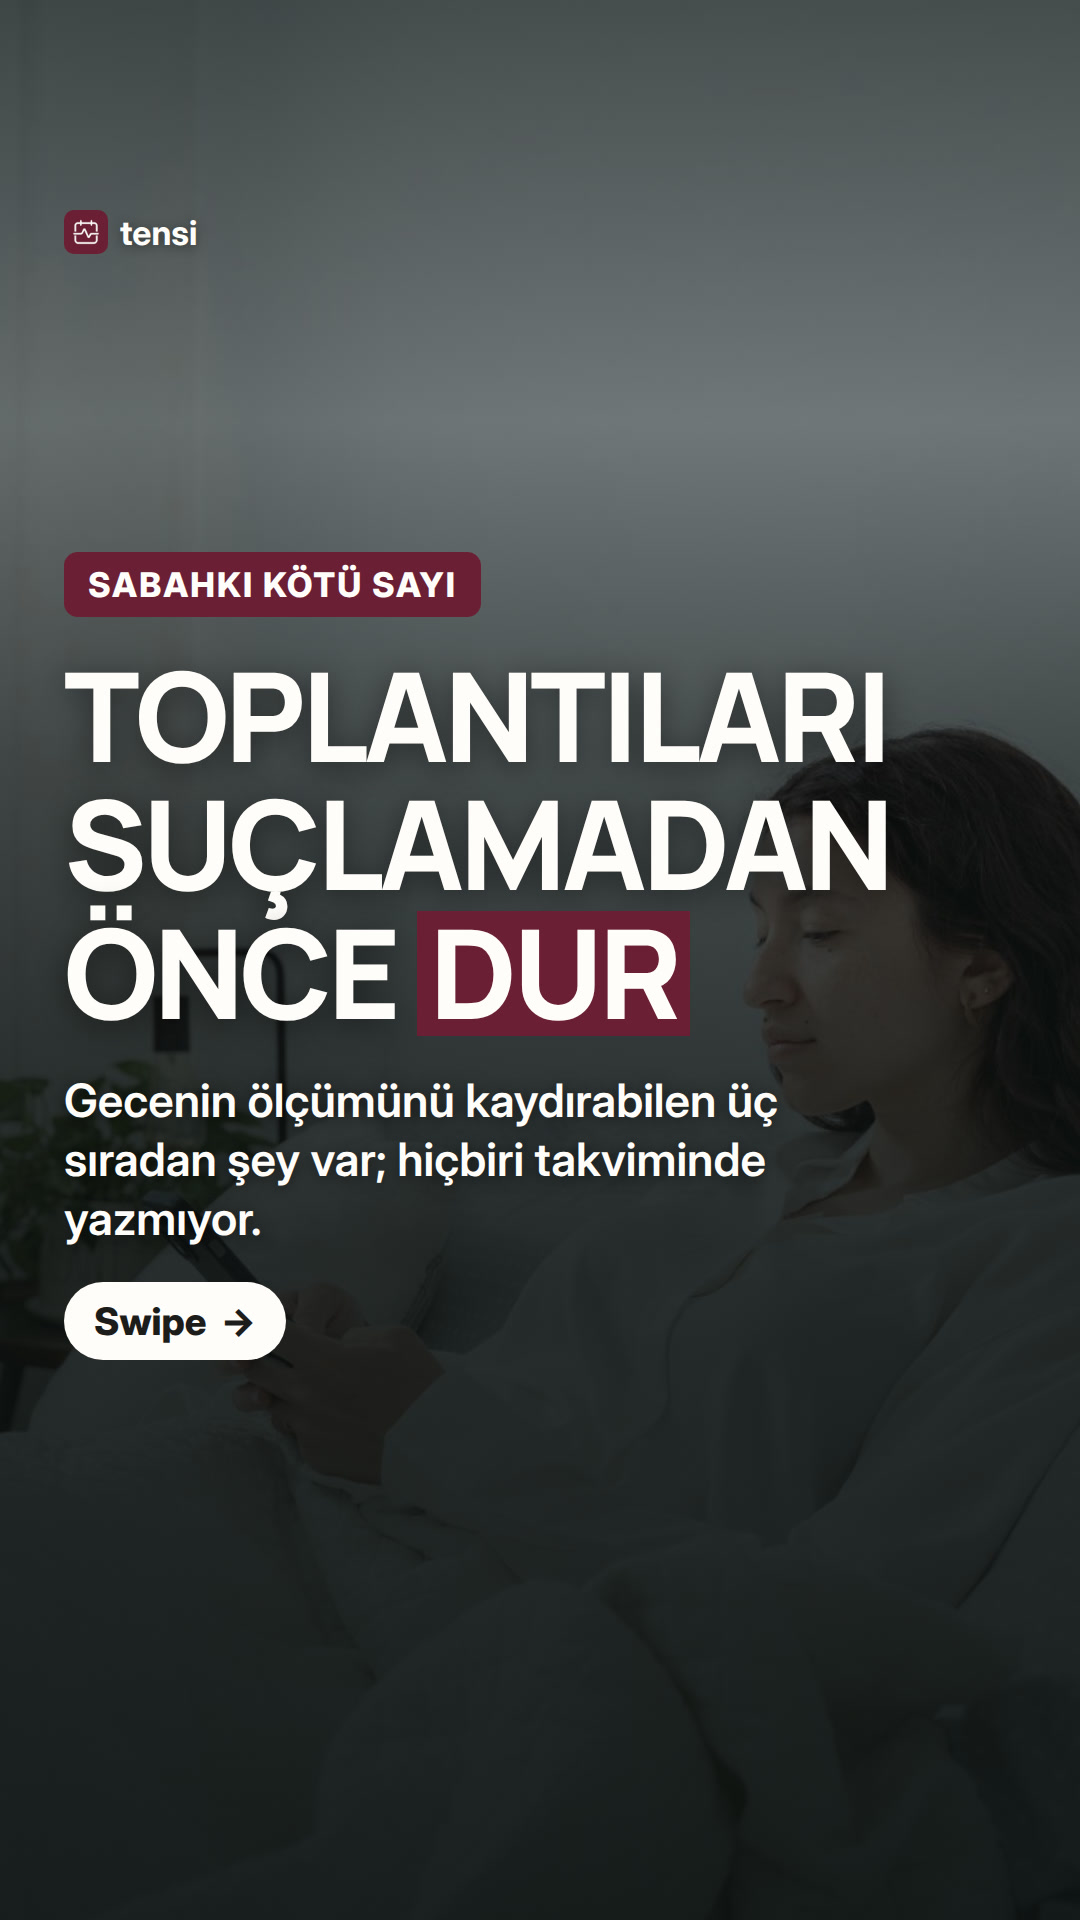 tensi
SABAHKI KÖTÜ SAYI
TOPLANTILARI
SUÇLAMADAN
ÖNCE DUR
Gecenin ölçümünü kaydırabilen üç
sıradan şey var; hiçbiri takviminde
yazmıyor.
Swipe →